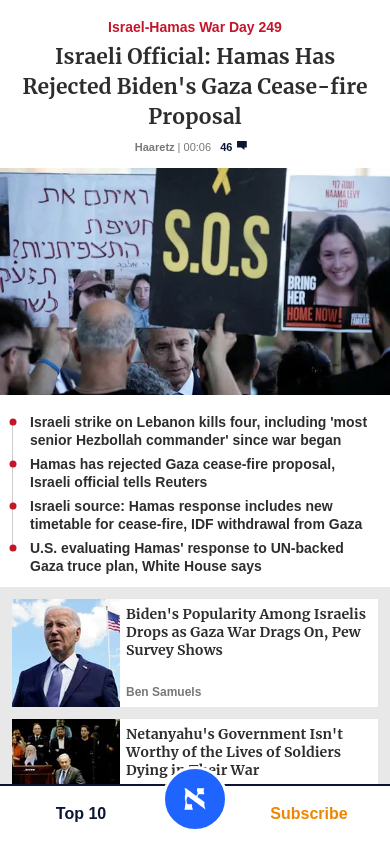 Israel-Hamas War Day 249
Israeli Official: Hamas Has
Rejected Biden's Gaza Cease-fire
Proposal
Haaretz | 00:06 46
ראיתם את
חטיפת
התצפיתניות?
S.O.S
נעמה לוי
(19)
NAAMA LEVY
BRING
HER
HOME NOW!
Israeli strike on Lebanon kills four, including 'most
senior Hezbollah commander' since war began
Hamas has rejected Gaza cease-fire proposal,
Israeli official tells Reuters
Israeli source: Hamas response includes new
timetable for cease-fire, IDF withdrawal from Gaza
U.S. evaluating Hamas' response to UN-backed
Gaza truce plan, White House says
Biden's Popularity Among Israelis
Drops as Gaza War Drags On, Pew
Survey Shows
Ben Samuels
Netanyahu's Government Isn't
Worthy of the Lives of Soldiers
Dying in Their War
Top 10
Subscribe